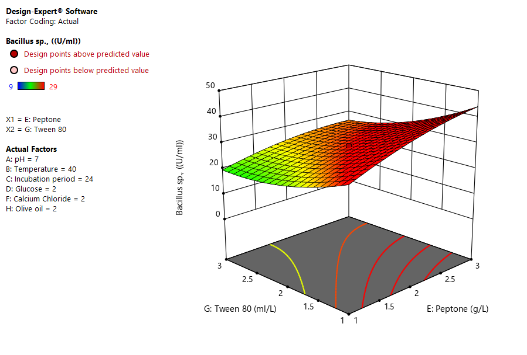 Design-Expert® Software
Factor Coding: Actual
Bacillus sp., ((U/ml))
Design points above predicted value
Design points below predicted value
9 29
X1 = E: Peptone
X2 = G: Tween 80
Actual Factors
A: pH = 7
B: Temperature = 40
C: Incubation period = 24
D: Glucose = 2
F: Calcium Chloride = 2
H: Olive oil = 2
50
40
30
20
10
0
Bacillus sp., ((U/ml))
3
2.5
2
1.5
1
G: Tween 80 (ml/L)
1
1.5
2
2.5
3
E: Peptone (g/L)